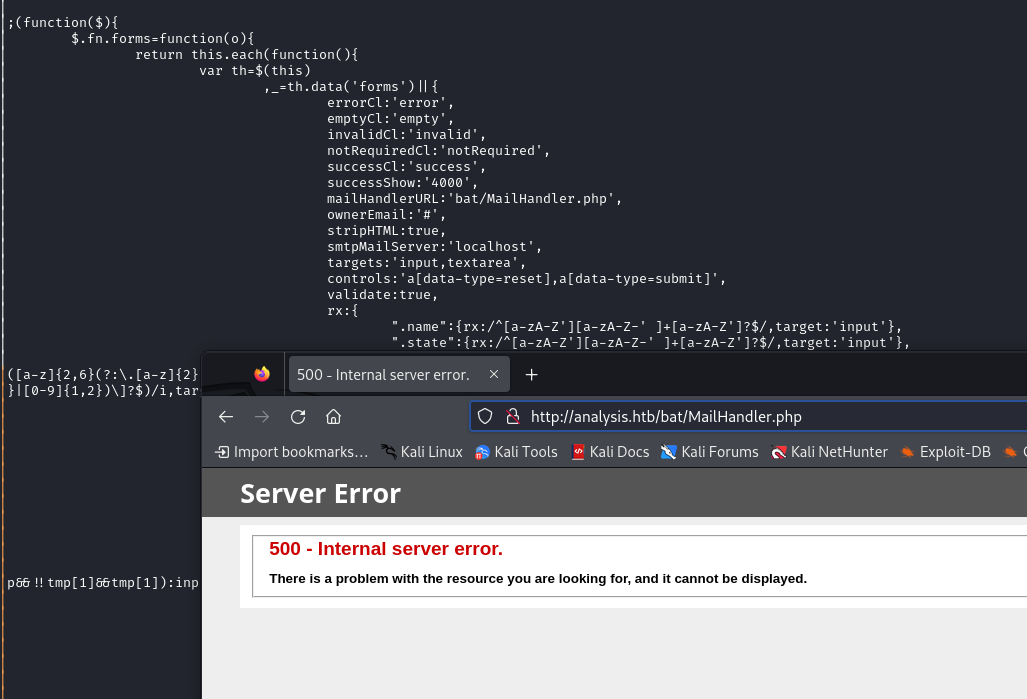 ;(function($){
$.fn.forms=function(o){
return this.each(function(){
var th=$(this)
,_=th.data('forms')||{
errorCl:'error',
emptyCl:'empty',
invalidCl:'invalid',
notRequiredCl:'notRequired',
successCl:'success',
successShow:'4000',
mailHandlerURL:'bat/MailHandler.php',
ownerEmail:'#',
stripHTML:true,
smtpMailServer:'localhost',
targets:'input,textarea',
controls:'a[data-type=reset],a[data-type=submit]',
validate:true,
rx:{
".name":{rx:/^[a-zA-Z'][a-zA-Z-' ]+[a-zA-Z']?$/,target:'input'},
".state":{rx:/^[a-zA-Z'][a-zA-Z-' ]+[a-zA-Z']?$/,target:'input'},
([a-z]{2,6}(?:\.[a-z]{2}
}|[0-9]{1,2})\]?$)/i,tar
500 - Internal server error.
http://analysis.htb/bat/MailHandler.php
Import bookmarks... Kali Linux Kali Tools Kali Docs Kali Forums Kali NetHunter Exploit-DB
Server Error
500 - Internal server error.
There is a problem with the resource you are looking for, and it cannot be displayed.
p&&!!tmp[1]&&tmp[1]):inp